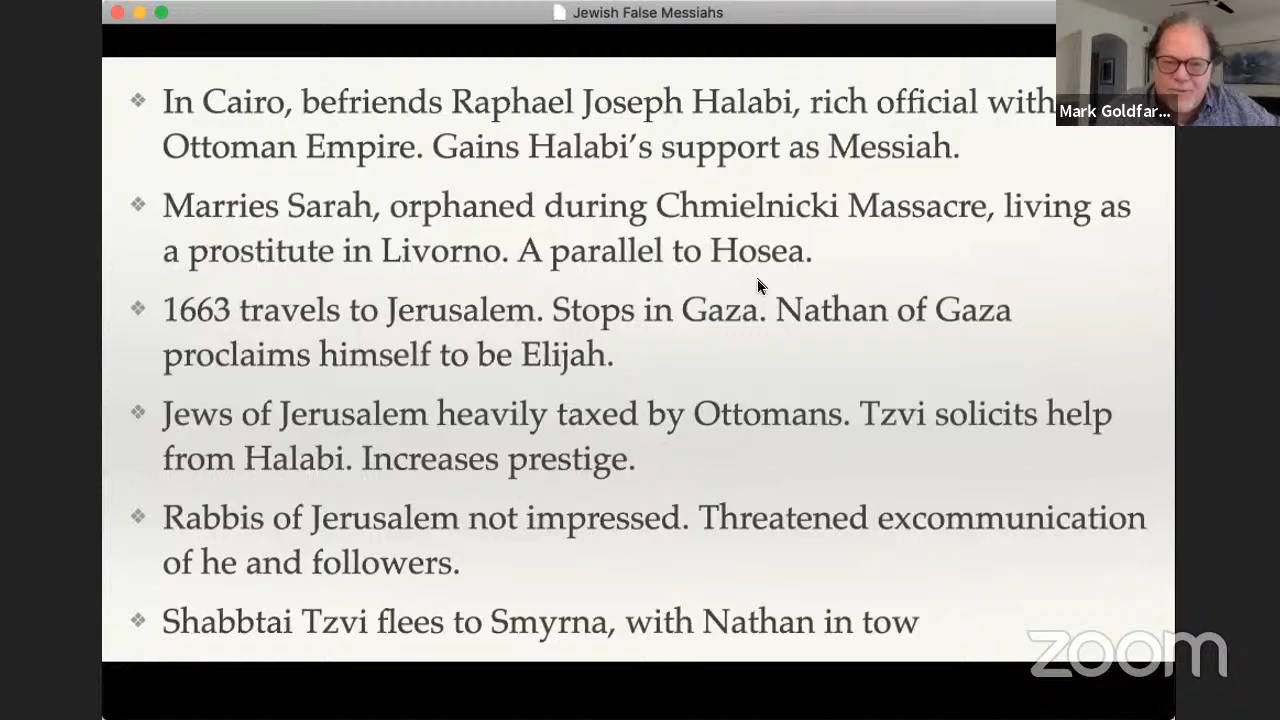 Jewish False Messiahs
Mark Goldfar...
In Cairo, befriends Raphael Joseph Halabi, rich official with
Ottoman Empire. Gains Halabi’s support as Messiah.
Marries Sarah, orphaned during Chmielnicki Massacre, living as
a prostitute in Livorno. A parallel to Hosea.
1663 travels to Jerusalem. Stops in Gaza. Nathan of Gaza
proclaims himself to be Elijah.
Jews of Jerusalem heavily taxed by Ottomans. Tzvi solicits help
from Halabi. Increases prestige.
Rabbis of Jerusalem not impressed. Threatened excommunication
of he and followers.
Shabbtai Tzvi flees to Smyrna, with Nathan in tow
zoom